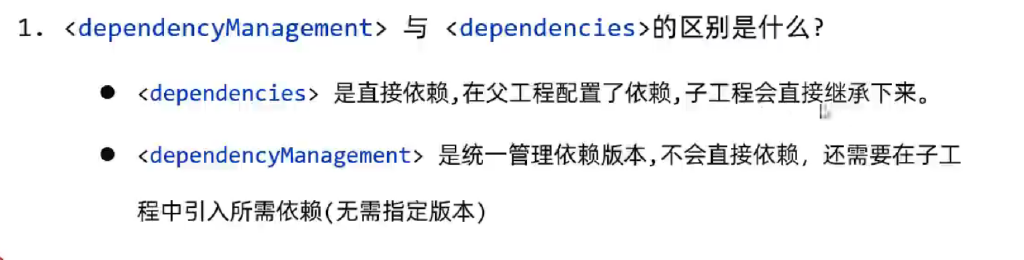 1. <dependencyManagement> 与 <dependencies>的区别是什么?
● <dependencies> 是直接依赖,在父工程配置了依赖,子工程会直接继承下来。
● <dependencyManagement> 是统一管理依赖版本,不会直接依赖，还需要在子工
程中引入所需依赖(无需指定版本)